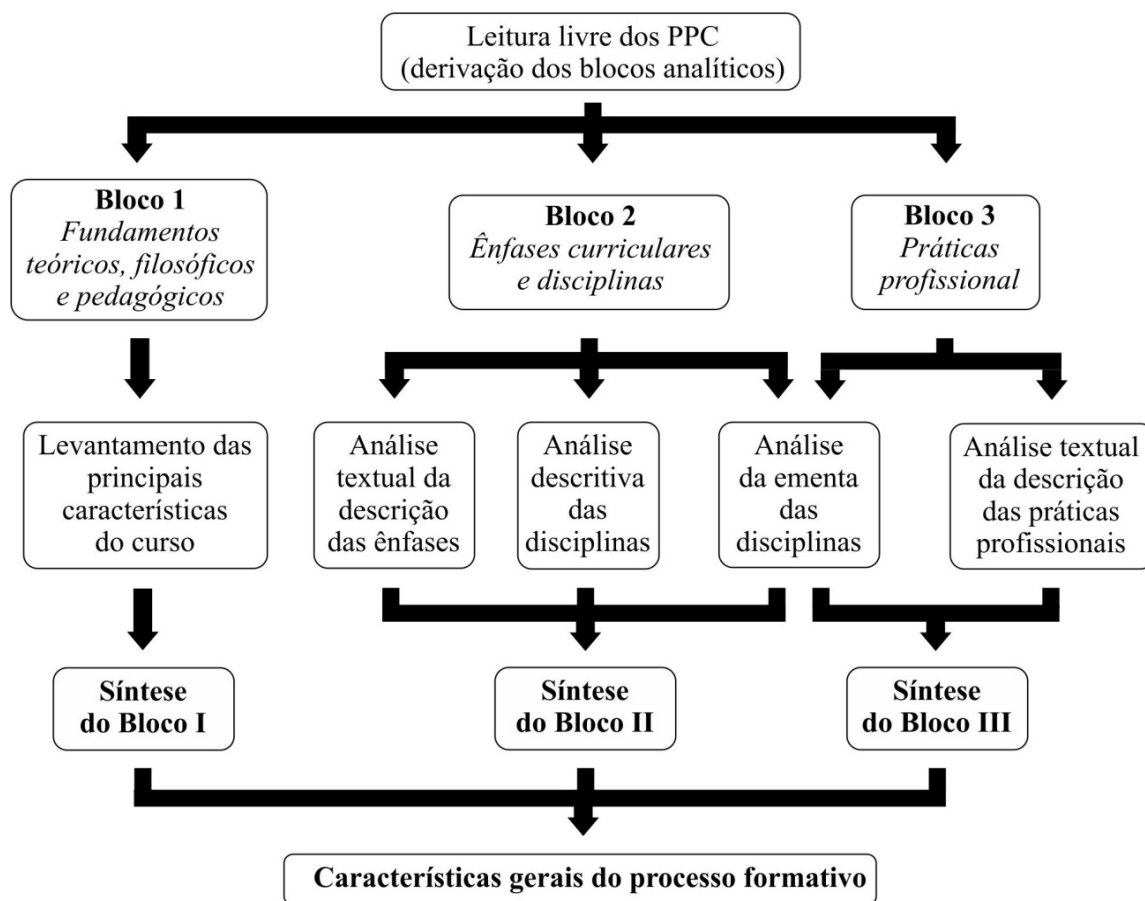 Leitura livre dos PPC
(derivação dos blocos analíticos)
Bloco 1
Fundamentos
teóricos, filosóficos
e pedagógicos
Bloco 2
Ênfases curriculares
e disciplinas
Bloco 3
Práticas
profissional
Levantamento das
principais
características
do curso
Análise
textual da
descrição
das ênfases
Análise
descritiva
das
disciplinas
Análise
da ementa
das
disciplinas
Análise textual
da descrição
das práticas
profissionais
Síntese
do Bloco I
Síntese
do Bloco II
Síntese
do Bloco III
Características gerais do processo formativo